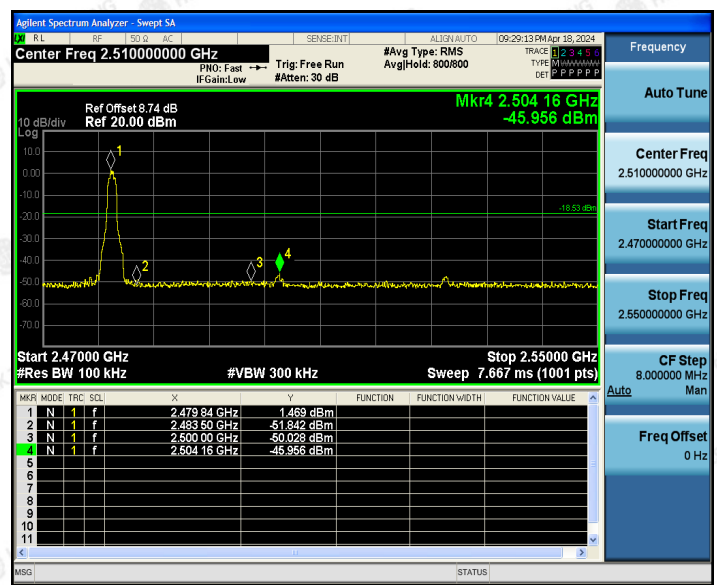 Agilent Spectrum Analyzer - Swept SA
LXI RL RF 50 Ω AC SENSE:INT ALIGN AUTO 09:29:13 PM Apr 18, 2024
Center Freq 2.510000000 GHz
#Avg Type: RMS
TRACE 1 2 3 4 5 6
PNO: Fast
Trig: Free Run
Avg|Hold: 800/800
TYPE M
IFGain:Low
#Atten: 30 dB
DET P P P P P P
Frequency
Auto Tune
Center Freq
2.510000000 GHz
Start Freq
2.470000000 GHz
Stop Freq
2.550000000 GHz
CF Step
8.000000 MHz
Auto Man
Freq Offset
0 Hz
Mkr4 2.504 16 GHz
-45.956 dBm
Ref Offset 8.74 dB
10 dB/div Ref 20.00 dBm
Log
10.0
0.00
-10.0
-20.0
-30.0
-40.0
-50.0
-60.0
-70.0
1
2
3
4
-18.53 dBm
Start 2.47000 GHz Stop 2.55000 GHz
#Res BW 100 kHz #VBW 300 kHz Sweep 7.667 ms (1001 pts)
MKR MODE TRC SCL X Y FUNCTION FUNCTION WIDTH FUNCTION VALUE
1 N 1 f 2.479 84 GHz 1.469 dBm
2 N 1 f 2.483 50 GHz -51.842 dBm
3 N 1 f 2.500 00 GHz -50.028 dBm
4 N 1 f 2.504 16 GHz -45.956 dBm
5
6
7
8
9
10
11
MSG STATUS